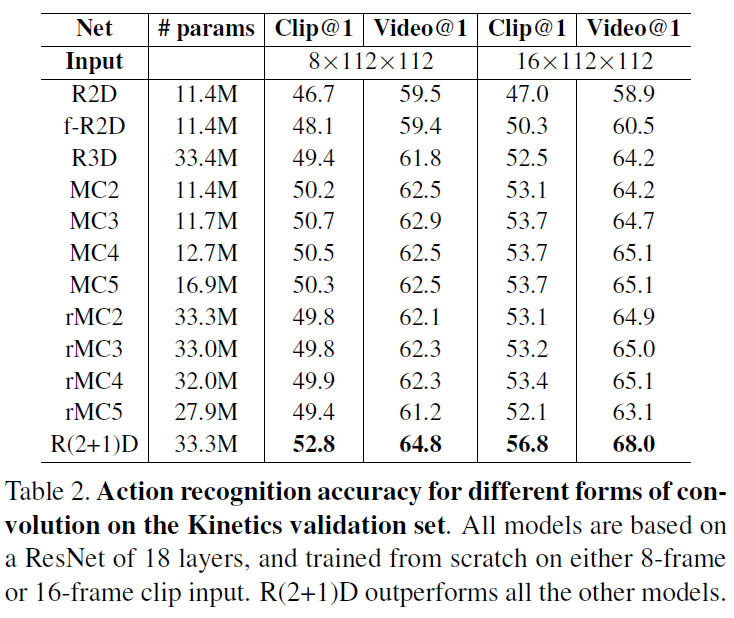 Net # params Clip@1 Video@1 Clip@1 Video@1
Input 8×112×112 16×112×112
R2D 11.4M 46.7 59.5 47.0 58.9
f-R2D 11.4M 48.1 59.4 50.3 60.5
R3D 33.4M 49.4 61.8 52.5 64.2
MC2 11.4M 50.2 62.5 53.1 64.2
MC3 11.7M 50.7 62.9 53.7 64.7
MC4 12.7M 50.5 62.5 53.7 65.1
MC5 16.9M 50.3 62.5 53.7 65.1
rMC2 33.3M 49.8 62.1 53.1 64.9
rMC3 33.0M 49.8 62.3 53.2 65.0
rMC4 32.0M 49.9 62.3 53.4 65.1
rMC5 27.9M 49.4 61.2 52.1 63.1
R(2+1)D 33.3M 52.8 64.8 56.8 68.0
Table 2. Action recognition accuracy for different forms of con-
volution on the Kinetics validation set. All models are based on
a ResNet of 18 layers, and trained from scratch on either 8-frame
or 16-frame clip input. R(2+1)D outperforms all the other models.